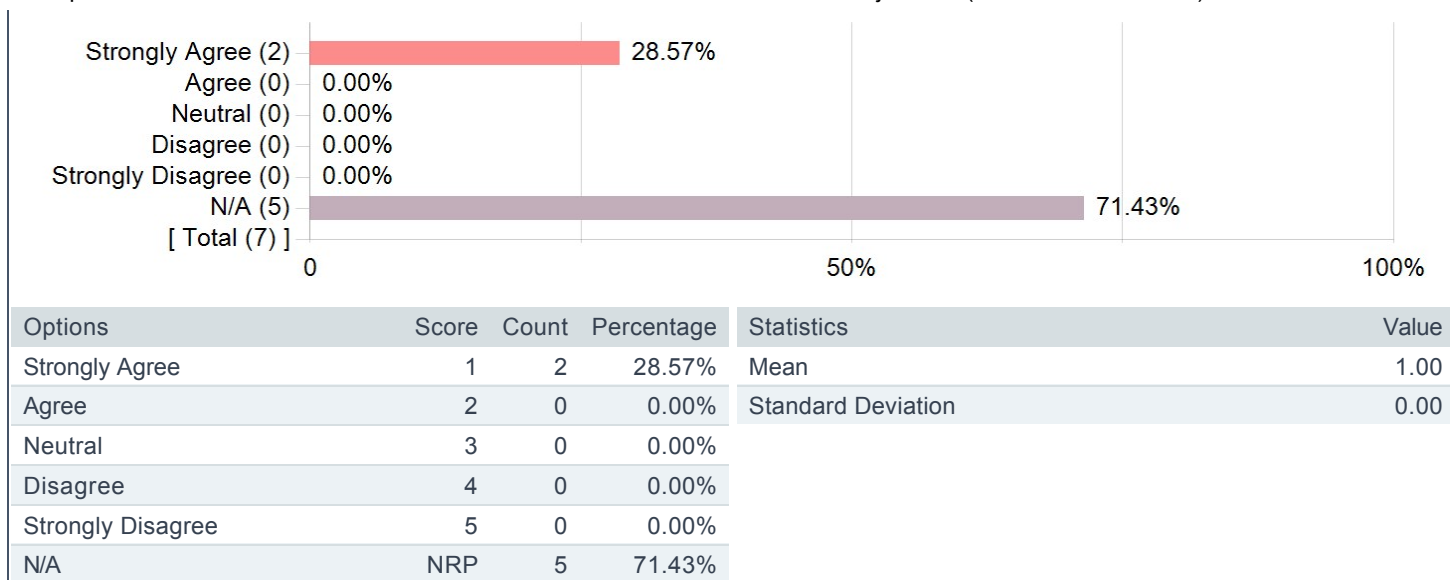 Strongly Agree (2) 28.57%
Agree (0) 0.00%
Neutral (0) 0.00%
Disagree (0) 0.00%
Strongly Disagree (0) 0.00%
N/A (5) 71.43%
[ Total (7) ]
0 50% 100%
Options Score Count Percentage
Strongly Agree 1 2 28.57%
Agree 2 0 0.00%
Neutral 3 0 0.00%
Disagree 4 0 0.00%
Strongly Disagree 5 0 0.00%
N/A NRP 5 71.43%
Statistics Value
Mean 1.00
Standard Deviation 0.00